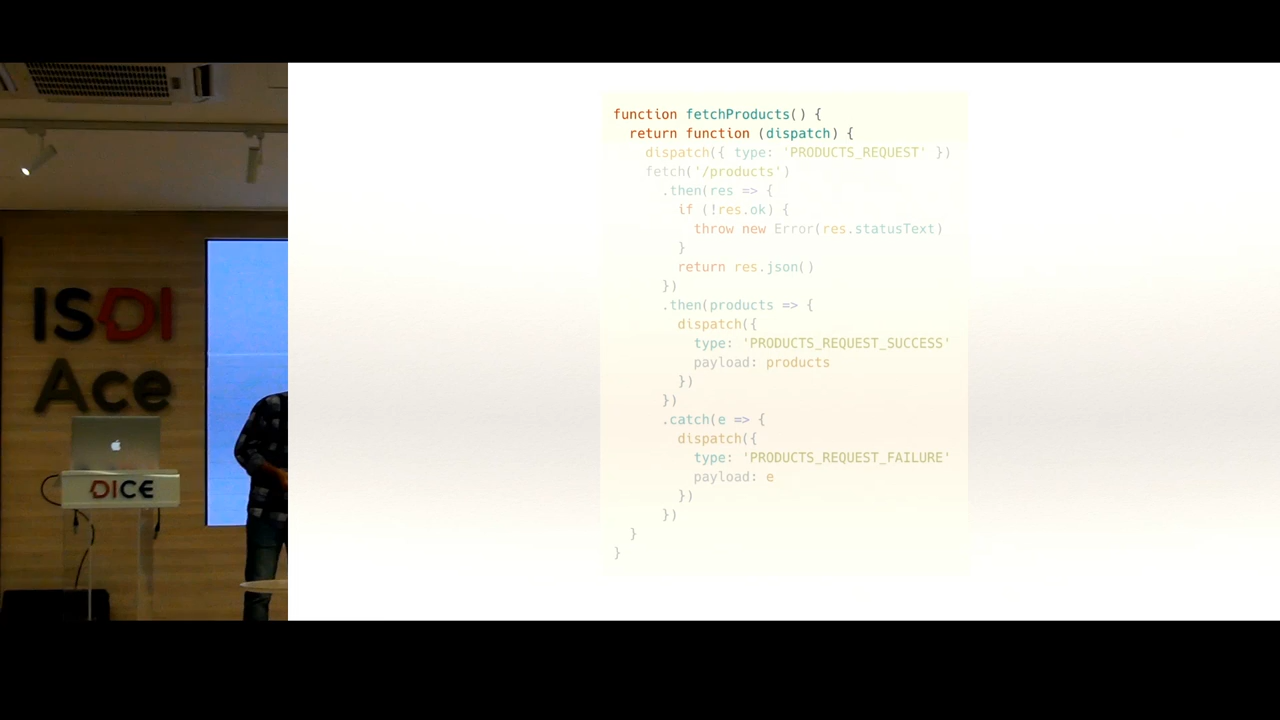 ISDI
Ace
DICE
function fetchProducts() {
  return function (dispatch) {
    dispatch({ type: 'PRODUCTS_REQUEST' })
    fetch('/products')
      .then(res => {
        if (!res.ok) {
          throw new Error(res.statusText)
        }
        return res.json()
      })
      .then(products => {
        dispatch({
          type: 'PRODUCTS_REQUEST_SUCCESS'
          payload: products
        })
      })
      .catch(e => {
        dispatch({
          type: 'PRODUCTS_REQUEST_FAILURE'
          payload: e
        })
      })
  }
}